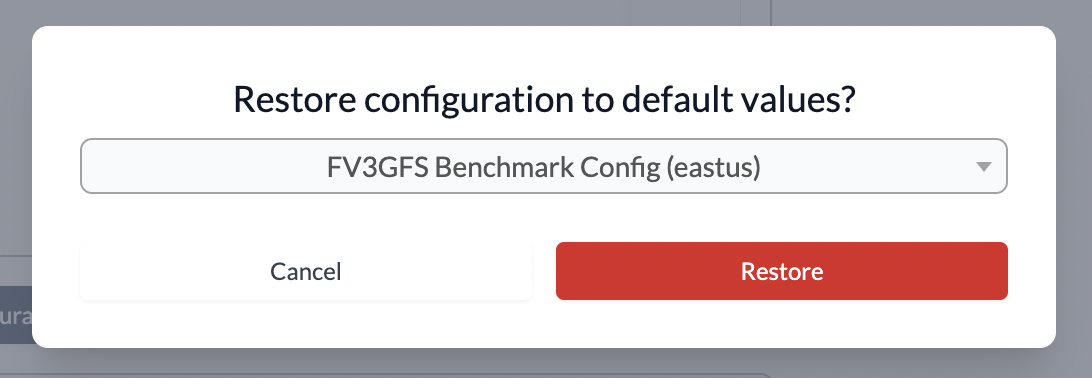 Restore configuration to default values?
FV3GFS Benchmark Config (eastus)
Cancel
Restore